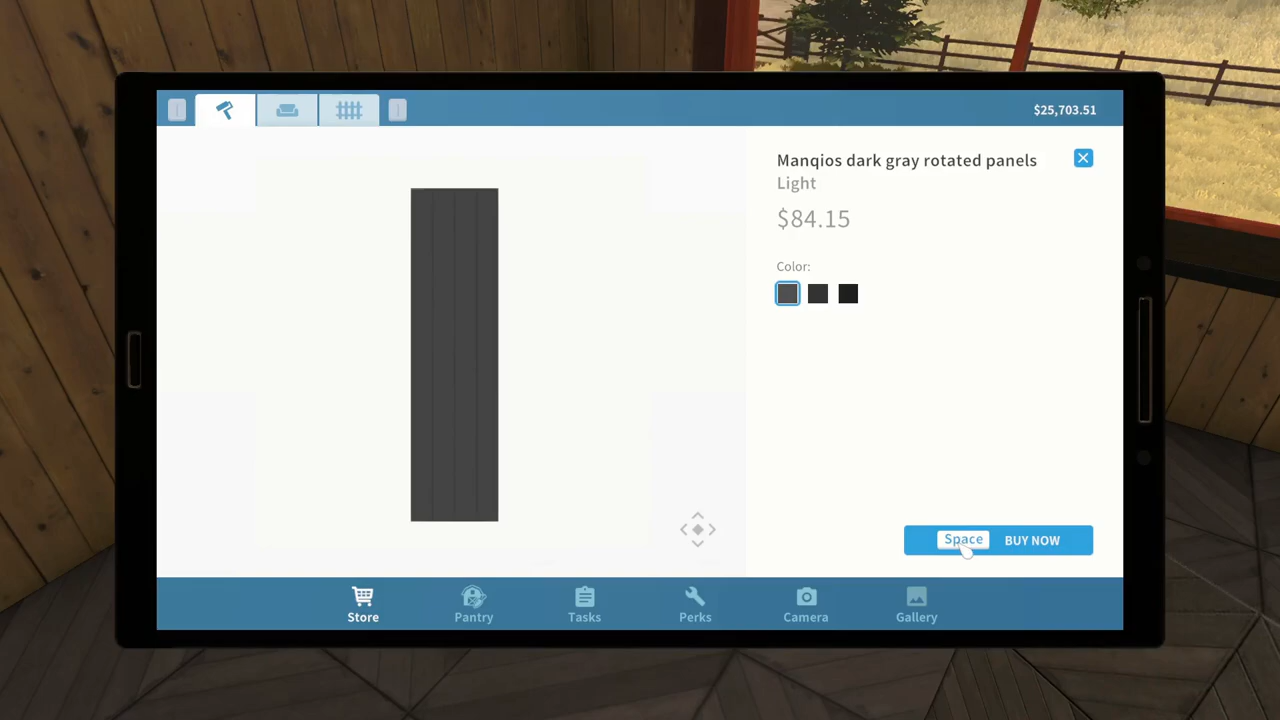 $25,703.51
Manqios dark gray rotated panels
Light
$84.15
Color:
Space BUY NOW
Store Pantry Tasks Perks Camera Gallery